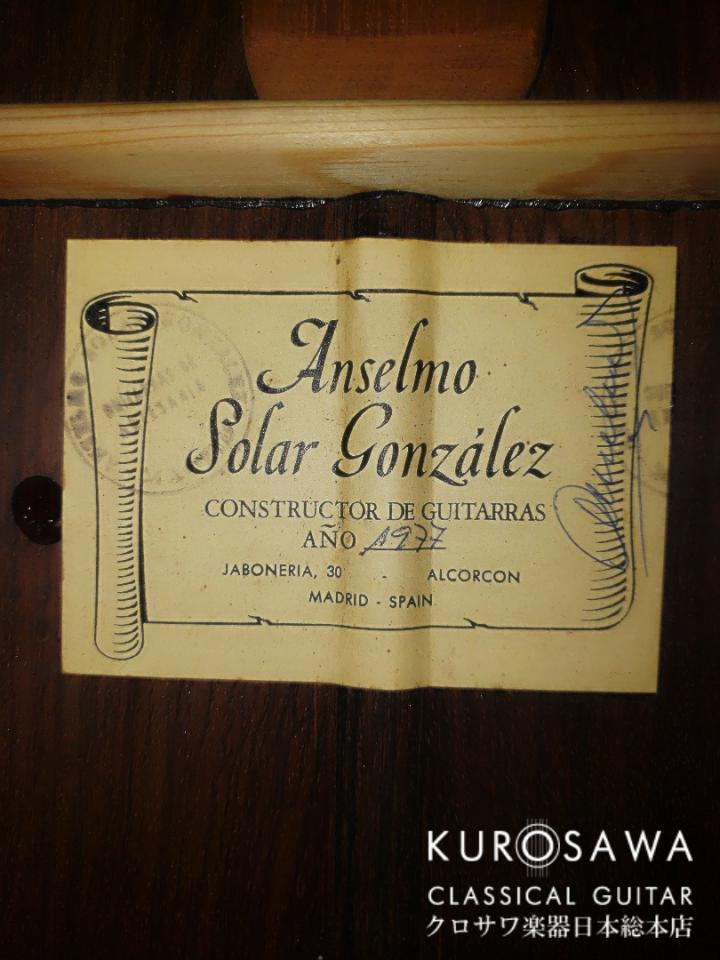 Anselmo
Solar González
CONSTRUCTOR DE GUITARRAS
AÑO 1977
JABONERIA, 30 - ALCORCON
MADRID - SPAIN
KUROSAWA
CLASSICAL GUITAR
クロサワ楽器日本総本店